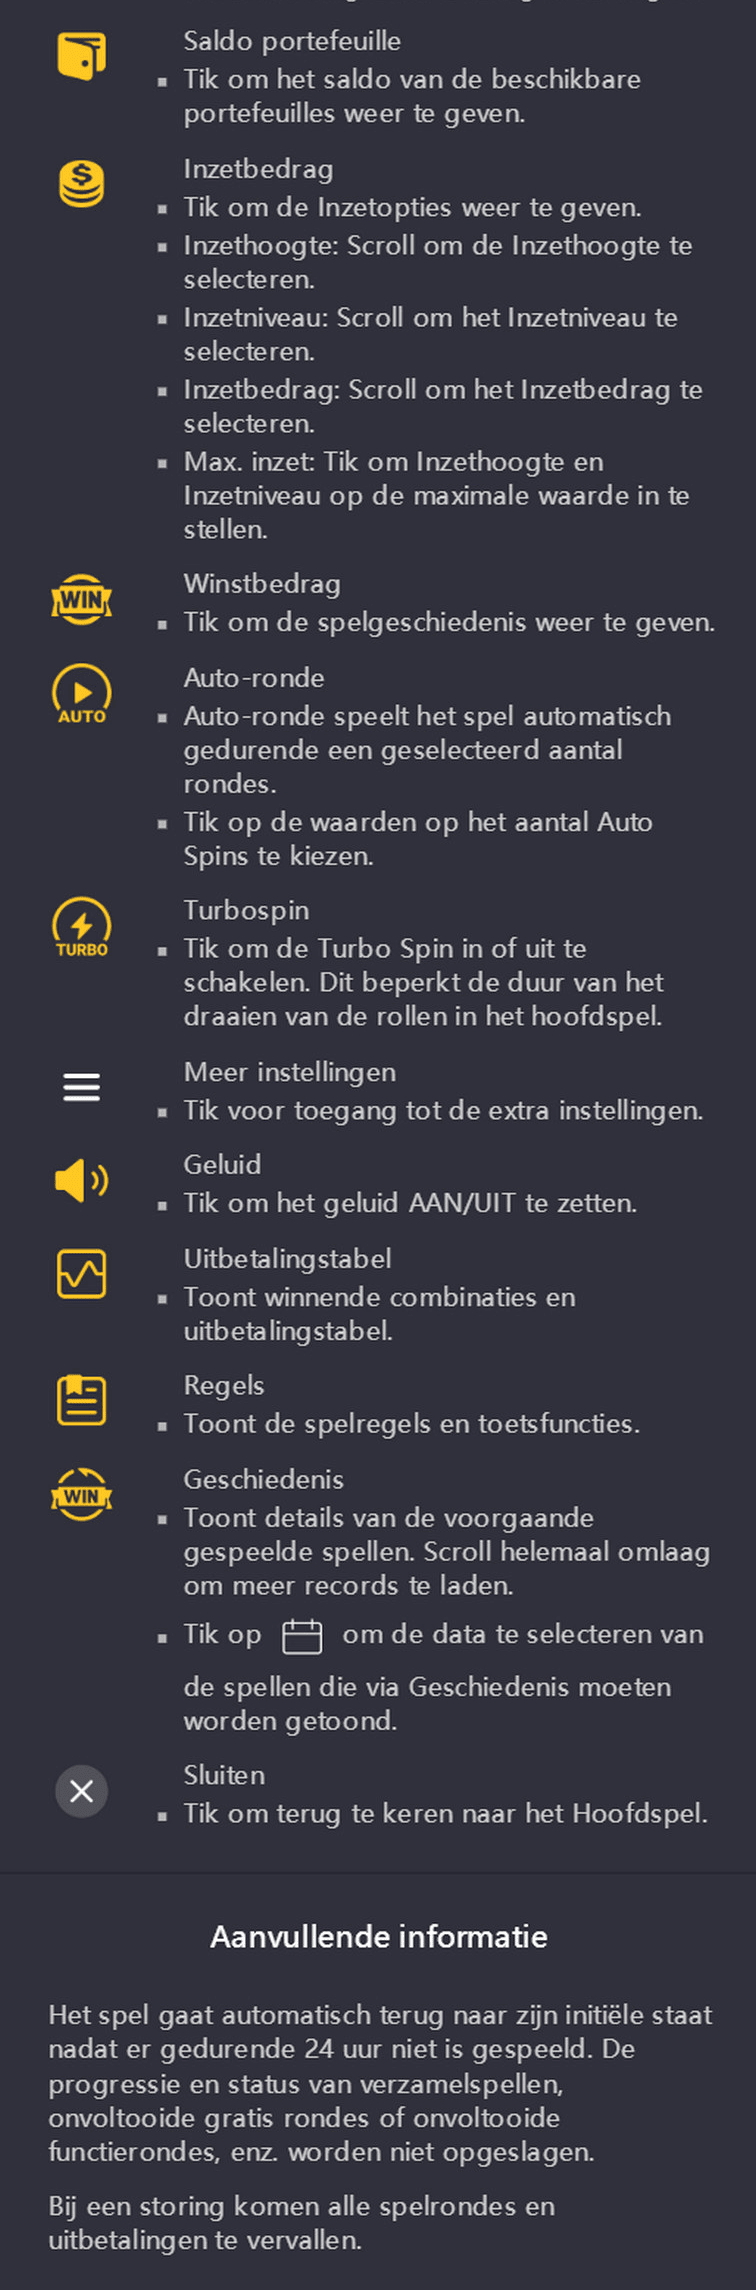 Saldo portefeuille
▪ Tik om het saldo van de beschikbare
portefeuilles weer te geven.
Inzetbedrag
▪ Tik om de Inzetopties weer te geven.
▪ Inzethoogte: Scroll om de Inzethoogte te
selecteren.
▪ Inzetniveau: Scroll om het Inzetniveau te
selecteren.
▪ Inzetbedrag: Scroll om het Inzetbedrag te
selecteren.
▪ Max. inzet: Tik om Inzethoogte en
Inzetniveau op de maximale waarde in te
stellen.
WIN
Winstbedrag
▪ Tik om de spelgeschiedenis weer te geven.
AUTO
Auto-ronde
▪ Auto-ronde speelt het spel automatisch
gedurende een geselecteerd aantal
rondes.
▪ Tik op de waarden op het aantal Auto
Spins te kiezen.
TURBO
Turbospin
▪ Tik om de Turbo Spin in of uit te
schakelen. Dit beperkt de duur van het
draaien van de rollen in het hoofdspel.
Meer instellingen
▪ Tik voor toegang tot de extra instellingen.
Geluid
▪ Tik om het geluid AAN/UIT te zetten.
Uitbetalingstabel
▪ Toont winnende combinaties en
uitbetalingstabel.
Regels
▪ Toont de spelregels en toetsfuncties.
WIN
Geschiedenis
▪ Toont details van de voorgaande
gespeelde spellen. Scroll helemaal omlaag
om meer records te laden.
▪ Tik op om de data te selecteren van
de spellen die via Geschiedenis moeten
worden getoond.
Sluiten
▪ Tik om terug te keren naar het Hoofdspel.
Aanvullende informatie
Het spel gaat automatisch terug naar zijn initiële staat
nadat er gedurende 24 uur niet is gespeeld. De
progressie en status van verzamelspellen,
onvoltooide gratis rondes of onvoltooide
functierondes, enz. worden niet opgeslagen.
Bij een storing komen alle spelrondes en
uitbetalingen te vervallen.